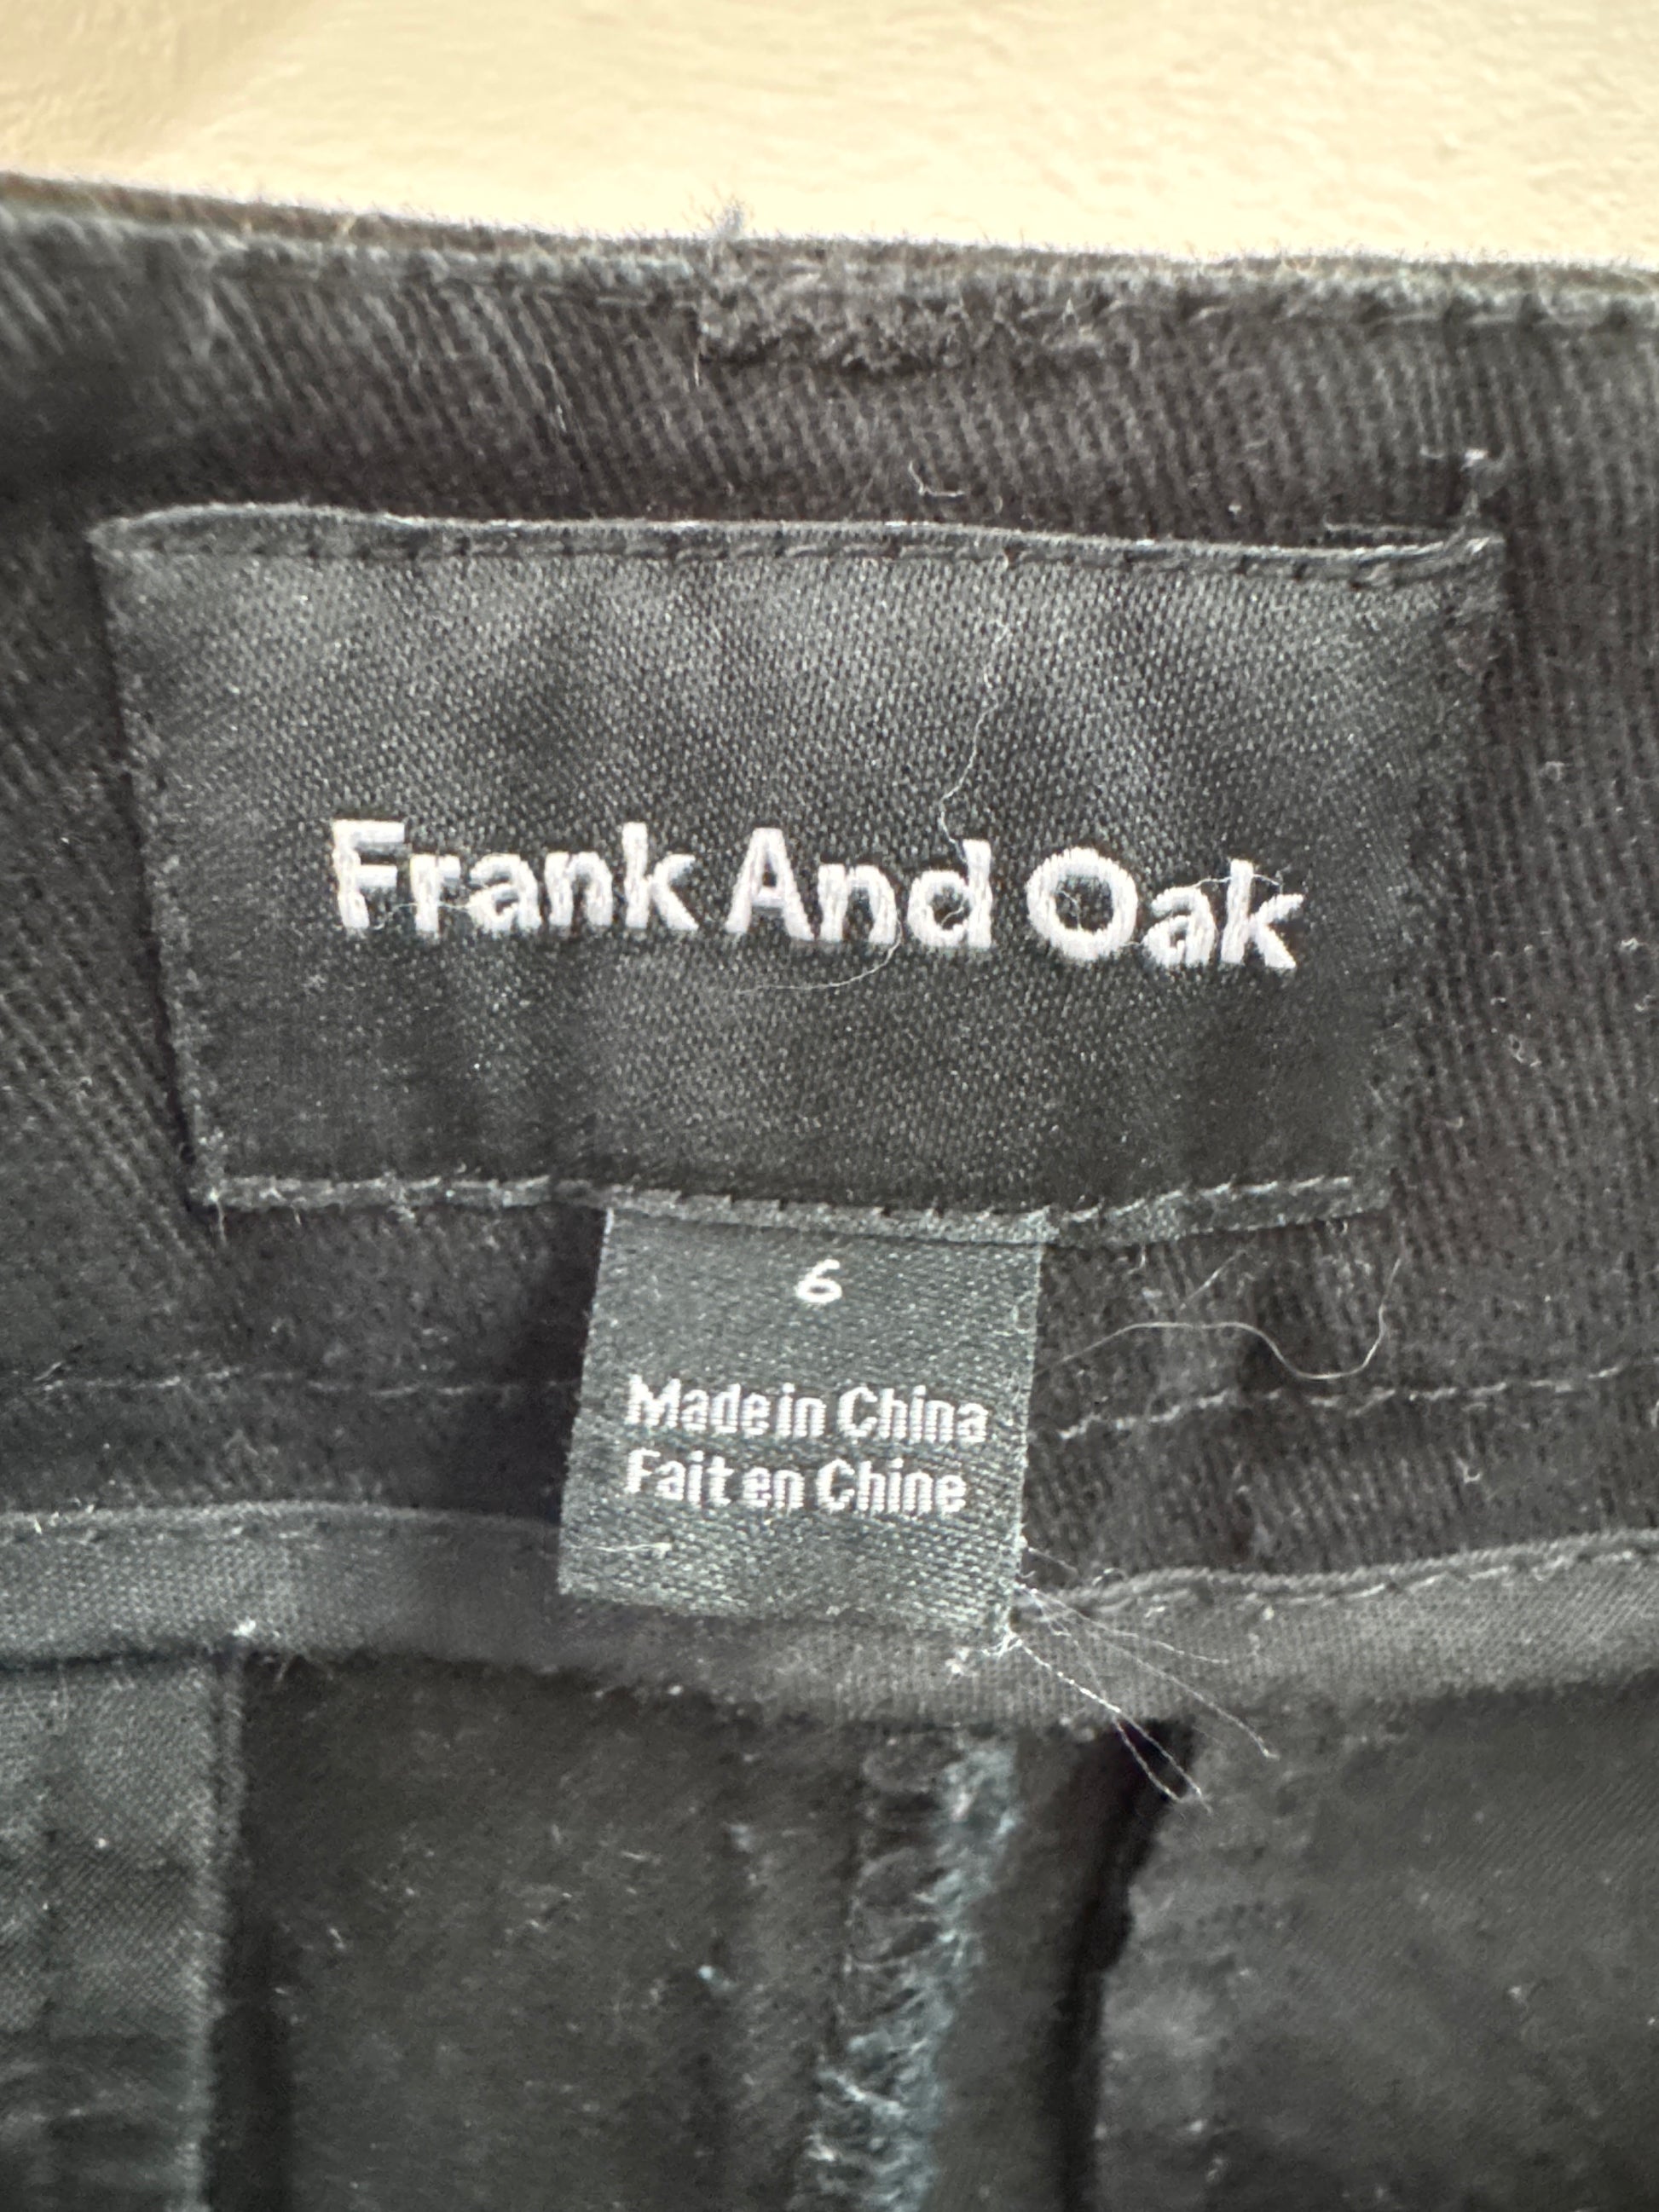 Frank And Oak
6
Made in China
Fait en Chine